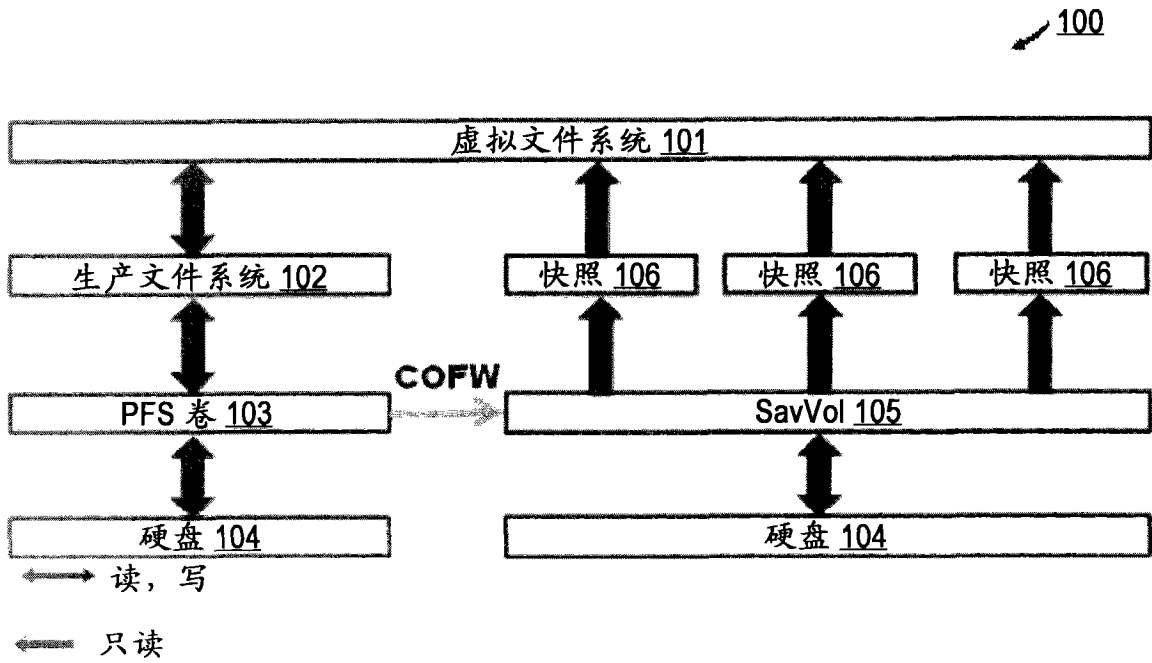 100
虚拟文件系统 101
生产文件系统 102
快照 106
快照 106
快照 106
COFW
PFS 卷 103
SavVol 105
硬盘 104
硬盘 104
读，写
只读